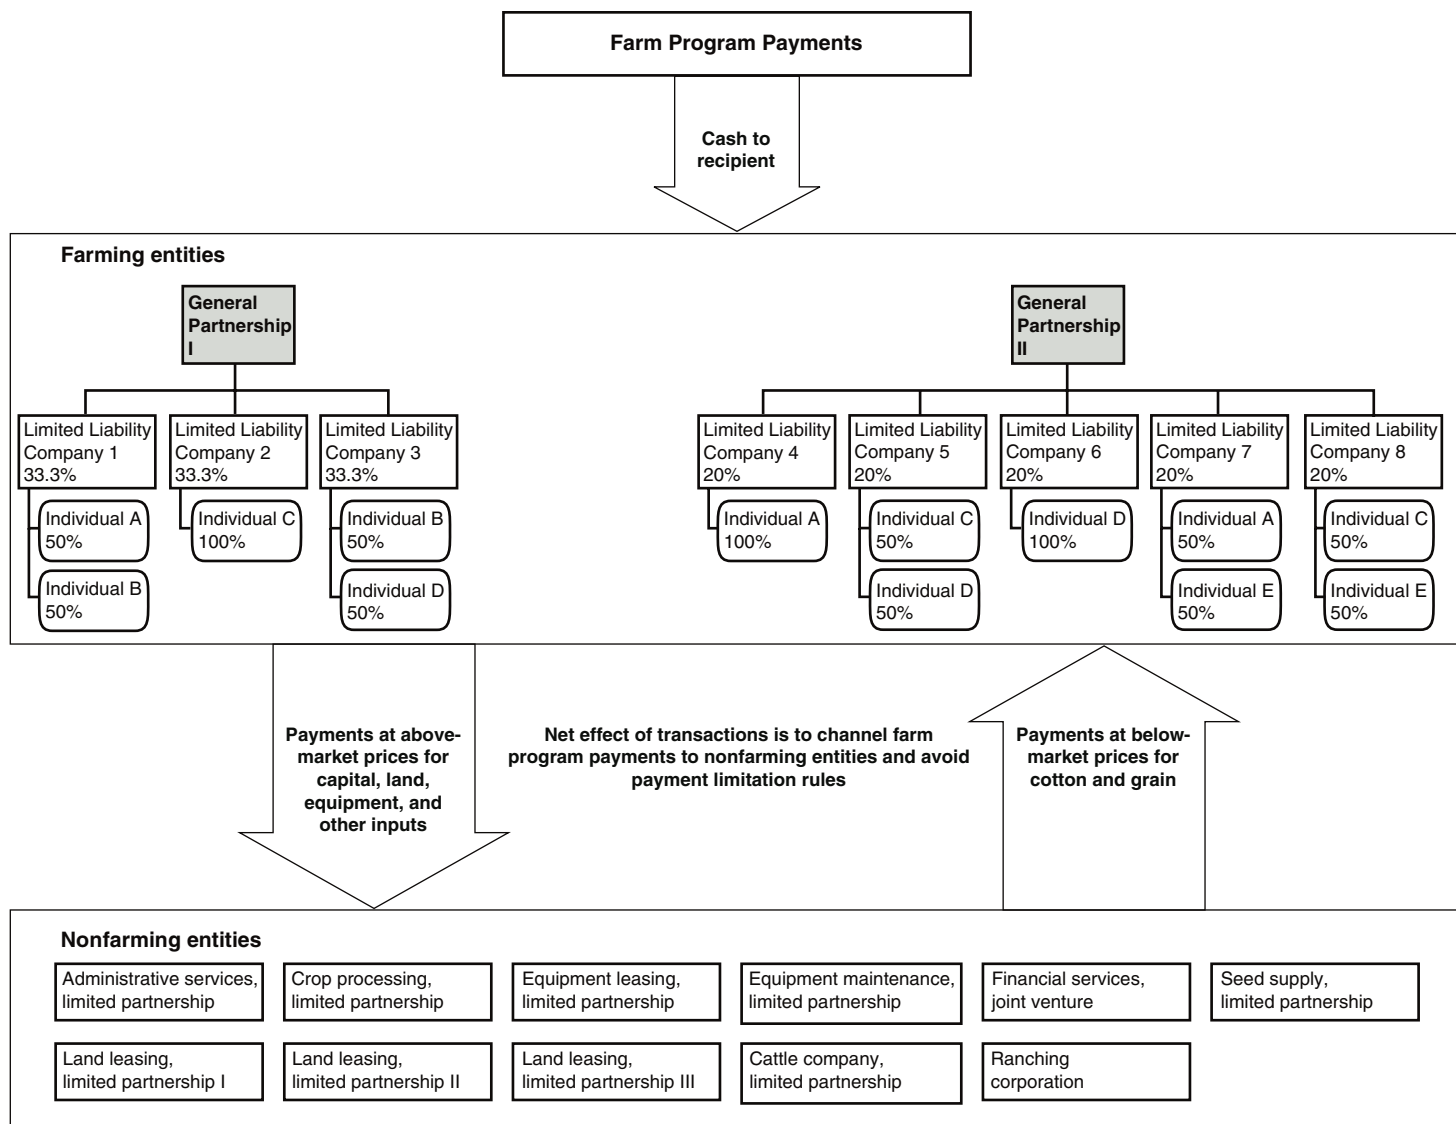 Farm Program Payments
Cash to
recipient
Farming entities
General
Partnership
I
Limited Liability
Company 1
33.3%
Individual A
50%
Individual B
50%
Limited Liability
Company 2
33.3%
Individual C
100%
Limited Liability
Company 3
33.3%
Individual B
50%
Individual D
50%
General
Partnership
II
Limited Liability
Company 4
20%
Individual A
100%
Limited Liability
Company 5
20%
Individual C
50%
Individual D
50%
Limited Liability
Company 6
20%
Individual D
100%
Limited Liability
Company 7
20%
Individual A
50%
Individual E
50%
Limited Liability
Company 8
20%
Individual C
50%
Individual E
50%
Payments at above-
market prices for
capital, land,
equipment, and
other inputs
Net effect of transactions is to channel farm
program payments to nonfarming entities and avoid
payment limitation rules
Payments at below-
market prices for
cotton and grain
Nonfarming entities
Administrative services,
limited partnership
Crop processing,
limited partnership
Equipment leasing,
limited partnership
Equipment maintenance,
limited partnership
Financial services,
joint venture
Seed supply,
limited partnership
Land leasing,
limited partnership I
Land leasing,
limited partnership II
Land leasing,
limited partnership III
Cattle company,
limited partnership
Ranching
corporation